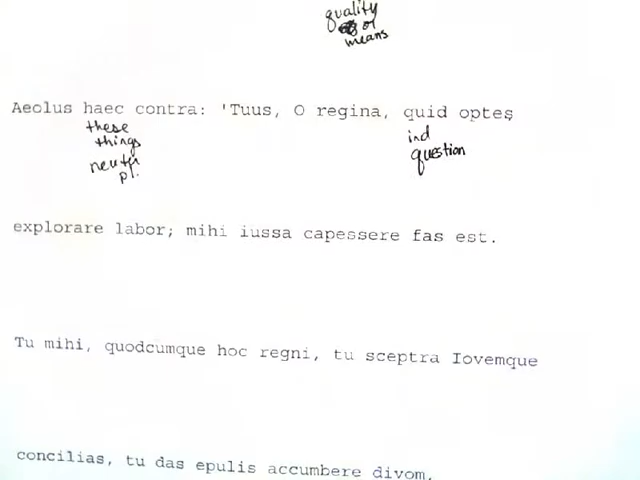 quality
or
means
Aeolus haec contra: 'Tuus, O regina, quid optes
these
things
neuter
pl.
ind
question
explorare labor; mihi iussa capessere fas est.
Tu mihi, quodcumque hoc regni, tu sceptra Iovemque
concilias, tu das epulis accumbere divom,